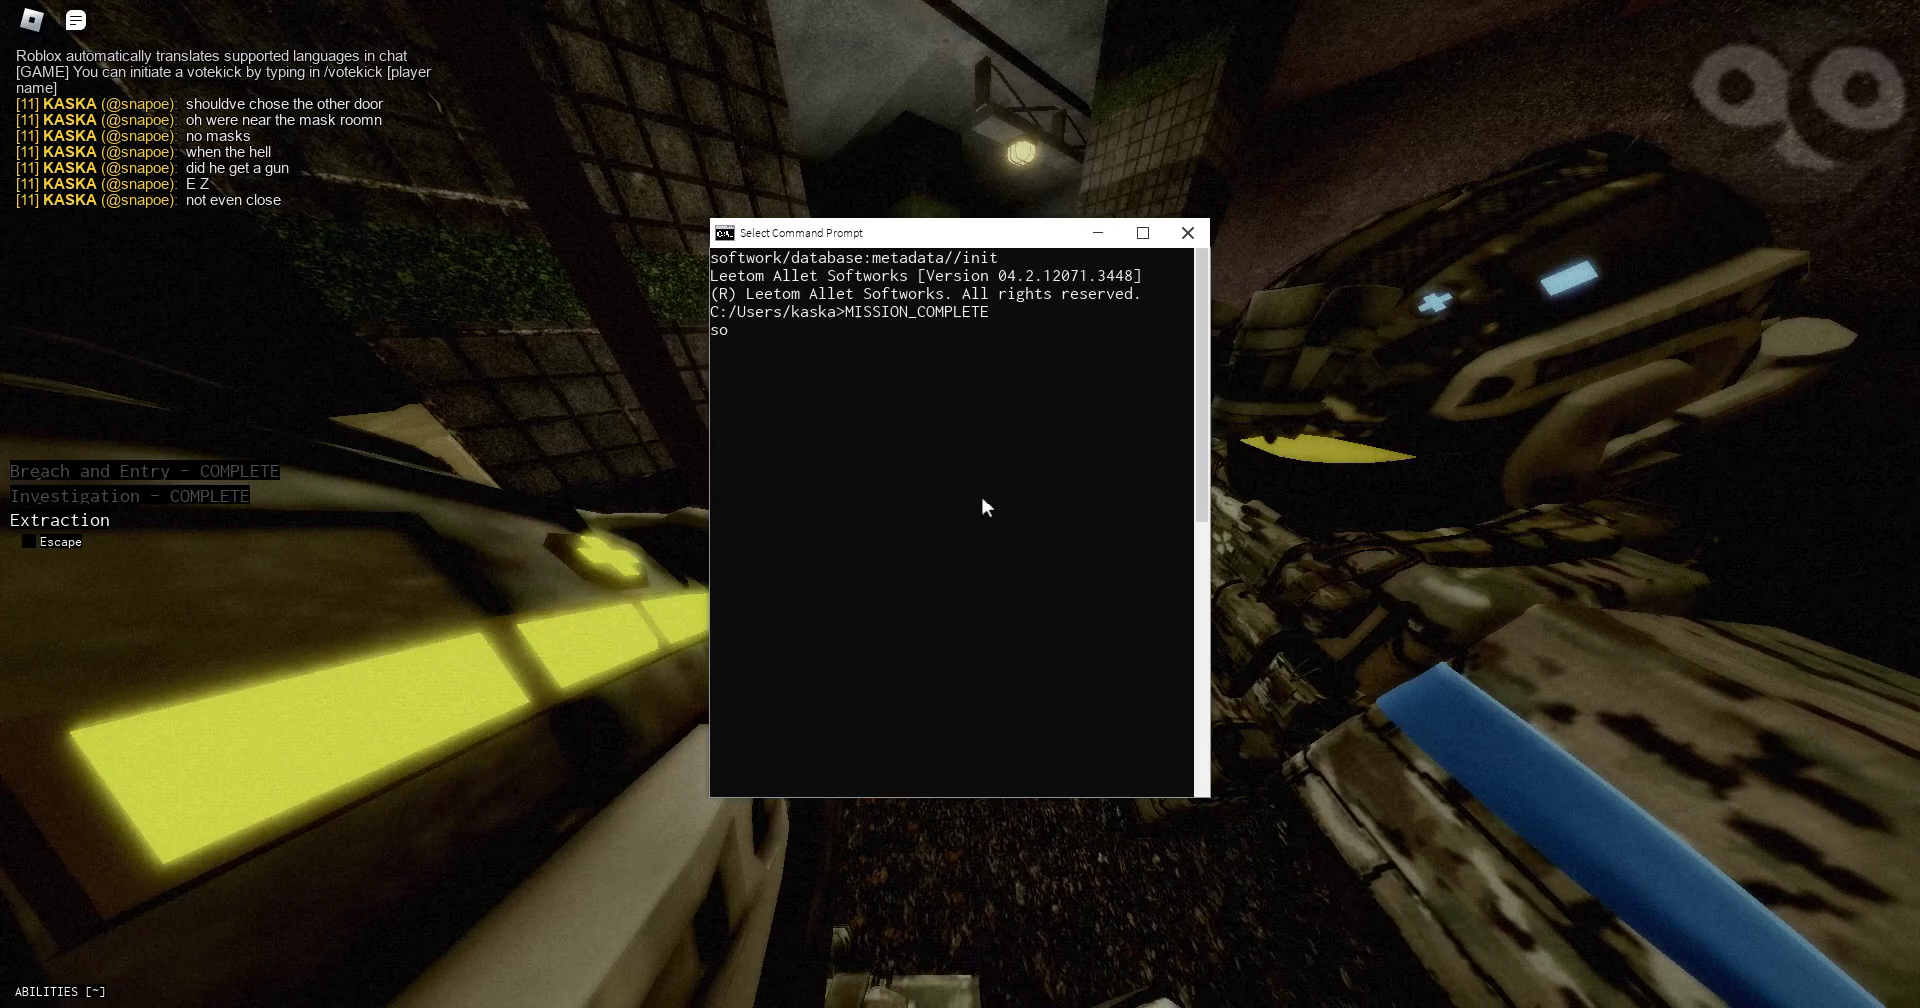 Roblox automatically translates supported languages in chat
[GAME] You can initiate a votekick by typing in /votekick [player
name]
[11] KASKA (@snapoe): shouldve chose the other door
[11] KASKA (@snapoe): oh were near the mask roomn
[11] KASKA (@snapoe): no masks
[11] KASKA (@snapoe): when the hell
[11] KASKA (@snapoe): did he get a gun
[11] KASKA (@snapoe): E Z
[11] KASKA (@snapoe): not even close
Select Command Prompt
softwork/database:metadata//init
Leetom Allet Softworks [Version 04.2.12071.3448]
(R) Leetom Allet Softworks. All rights reserved.
C:/Users/kaska>MISSION_COMPLETE
so
Breach and Entry - COMPLETE
Investigation - COMPLETE
Extraction
Escape
ABILITIES [~]